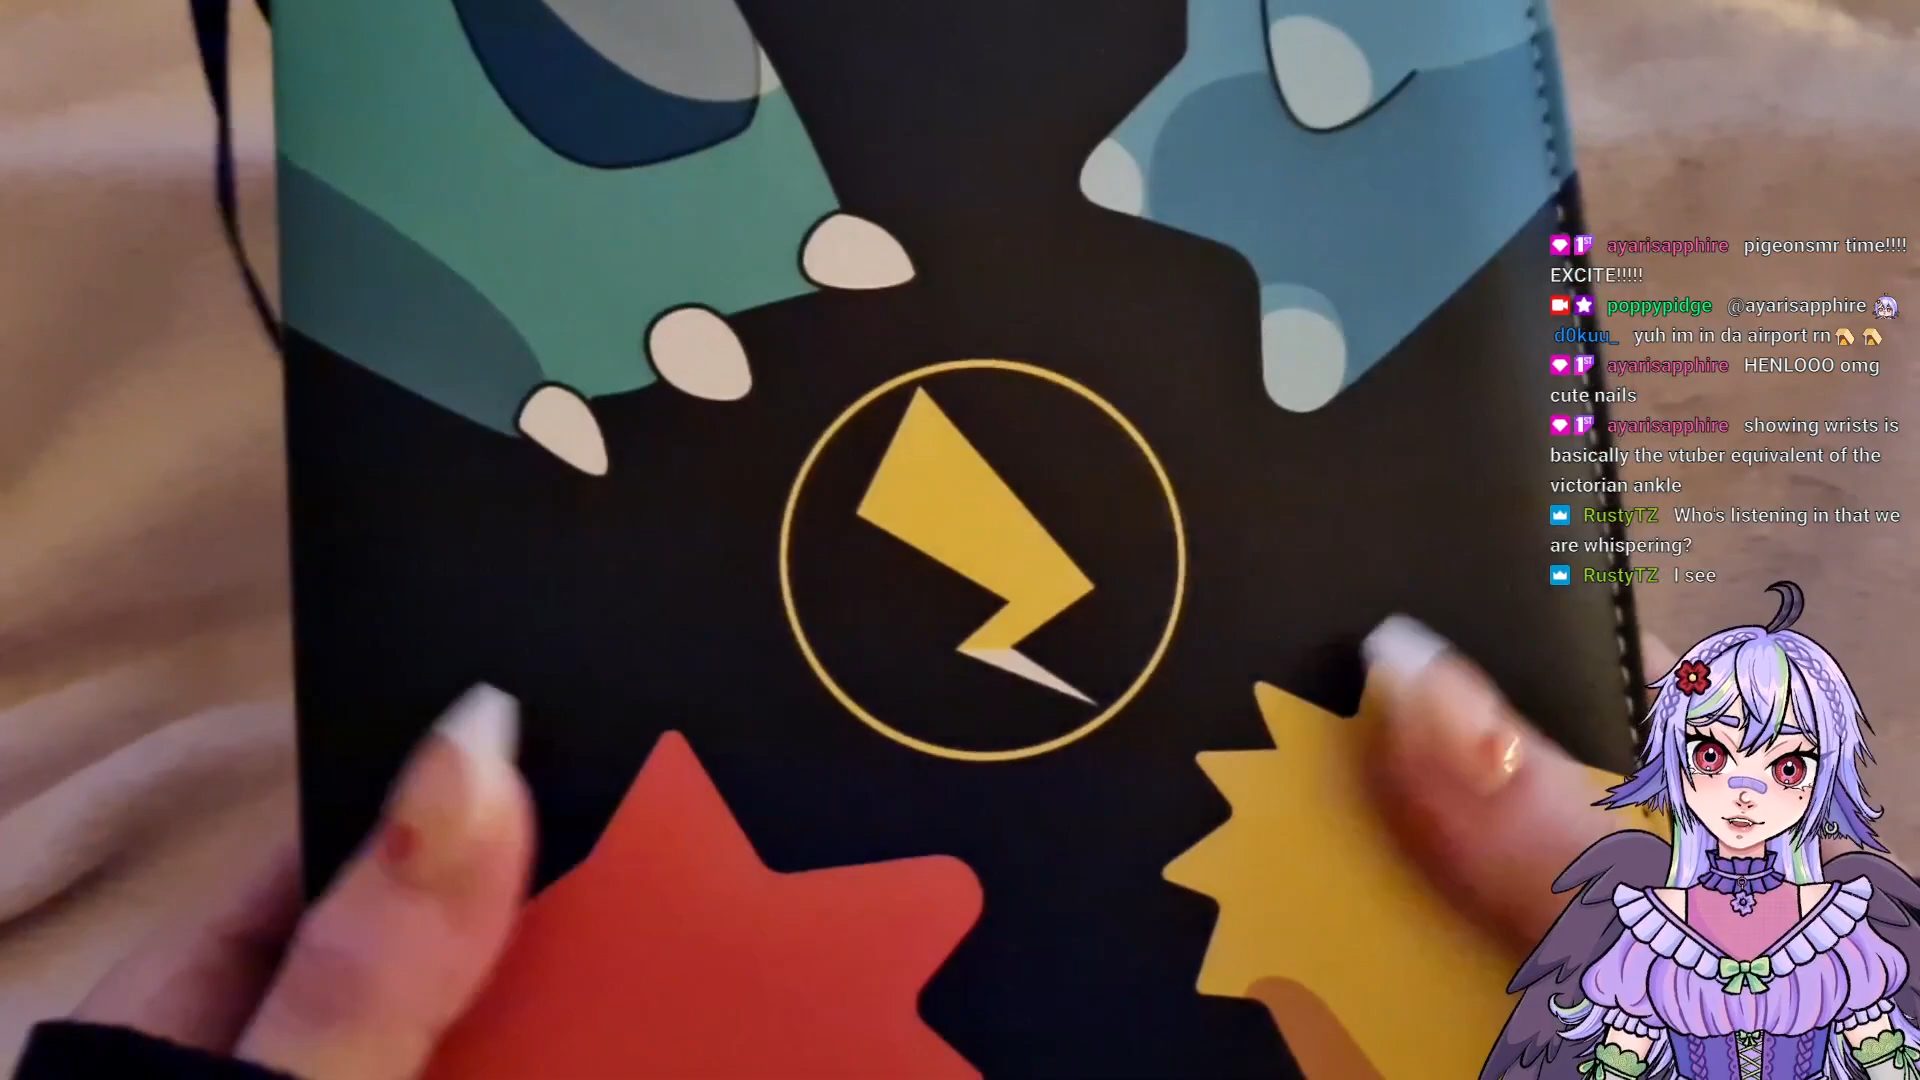 ayarisapphire pigeonsmr time!!!!
EXCITE!!!!!
poppypidge @ayarisapphire
d0kuu_ yuh im in da airport rn
ayarisapphire HENLOOO omg
cute nails
ayarisapphire showing wrists is
basically the vtuber equivalent of the
victorian ankle
RustyTZ Who's listening in that we
are whispering?
RustyTZ I see